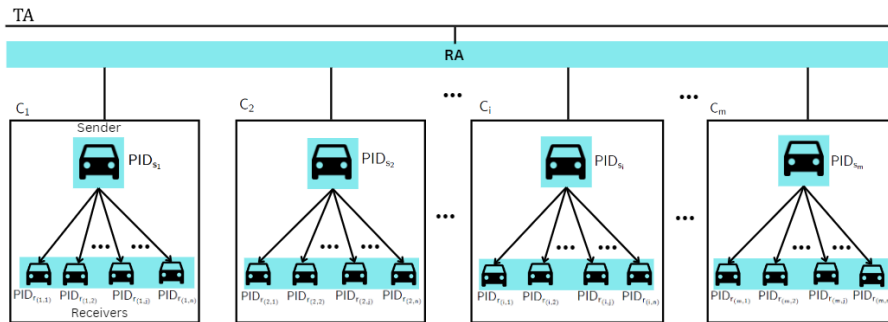 TA
RA
... ...
C₁ C₂ Cᵢ Cₘ
Sender
PIDₛ₁ PIDₛ₂ PIDₛᵢ PIDₛₘ
... ...
... ... ... ... ... ... ... ...
PIDr₍₁,₁₎ PIDr₍₁,₂₎ PIDr₍₁,ⱼ₎ PIDr₍₁,ₙ₎ PIDr₍₂,₁₎ PIDr₍₂,₂₎ PIDr₍₂,ⱼ₎ PIDr₍₂,ₙ₎ PIDr₍ᵢ,₁₎ PIDr₍ᵢ,₂₎ PIDr₍ᵢ,ⱼ₎ PIDr₍ᵢ,ₙ₎ PIDr₍ₘ,₁₎ PIDr₍ₘ,₂₎ PIDr₍ₘ,ⱼ₎
Receivers